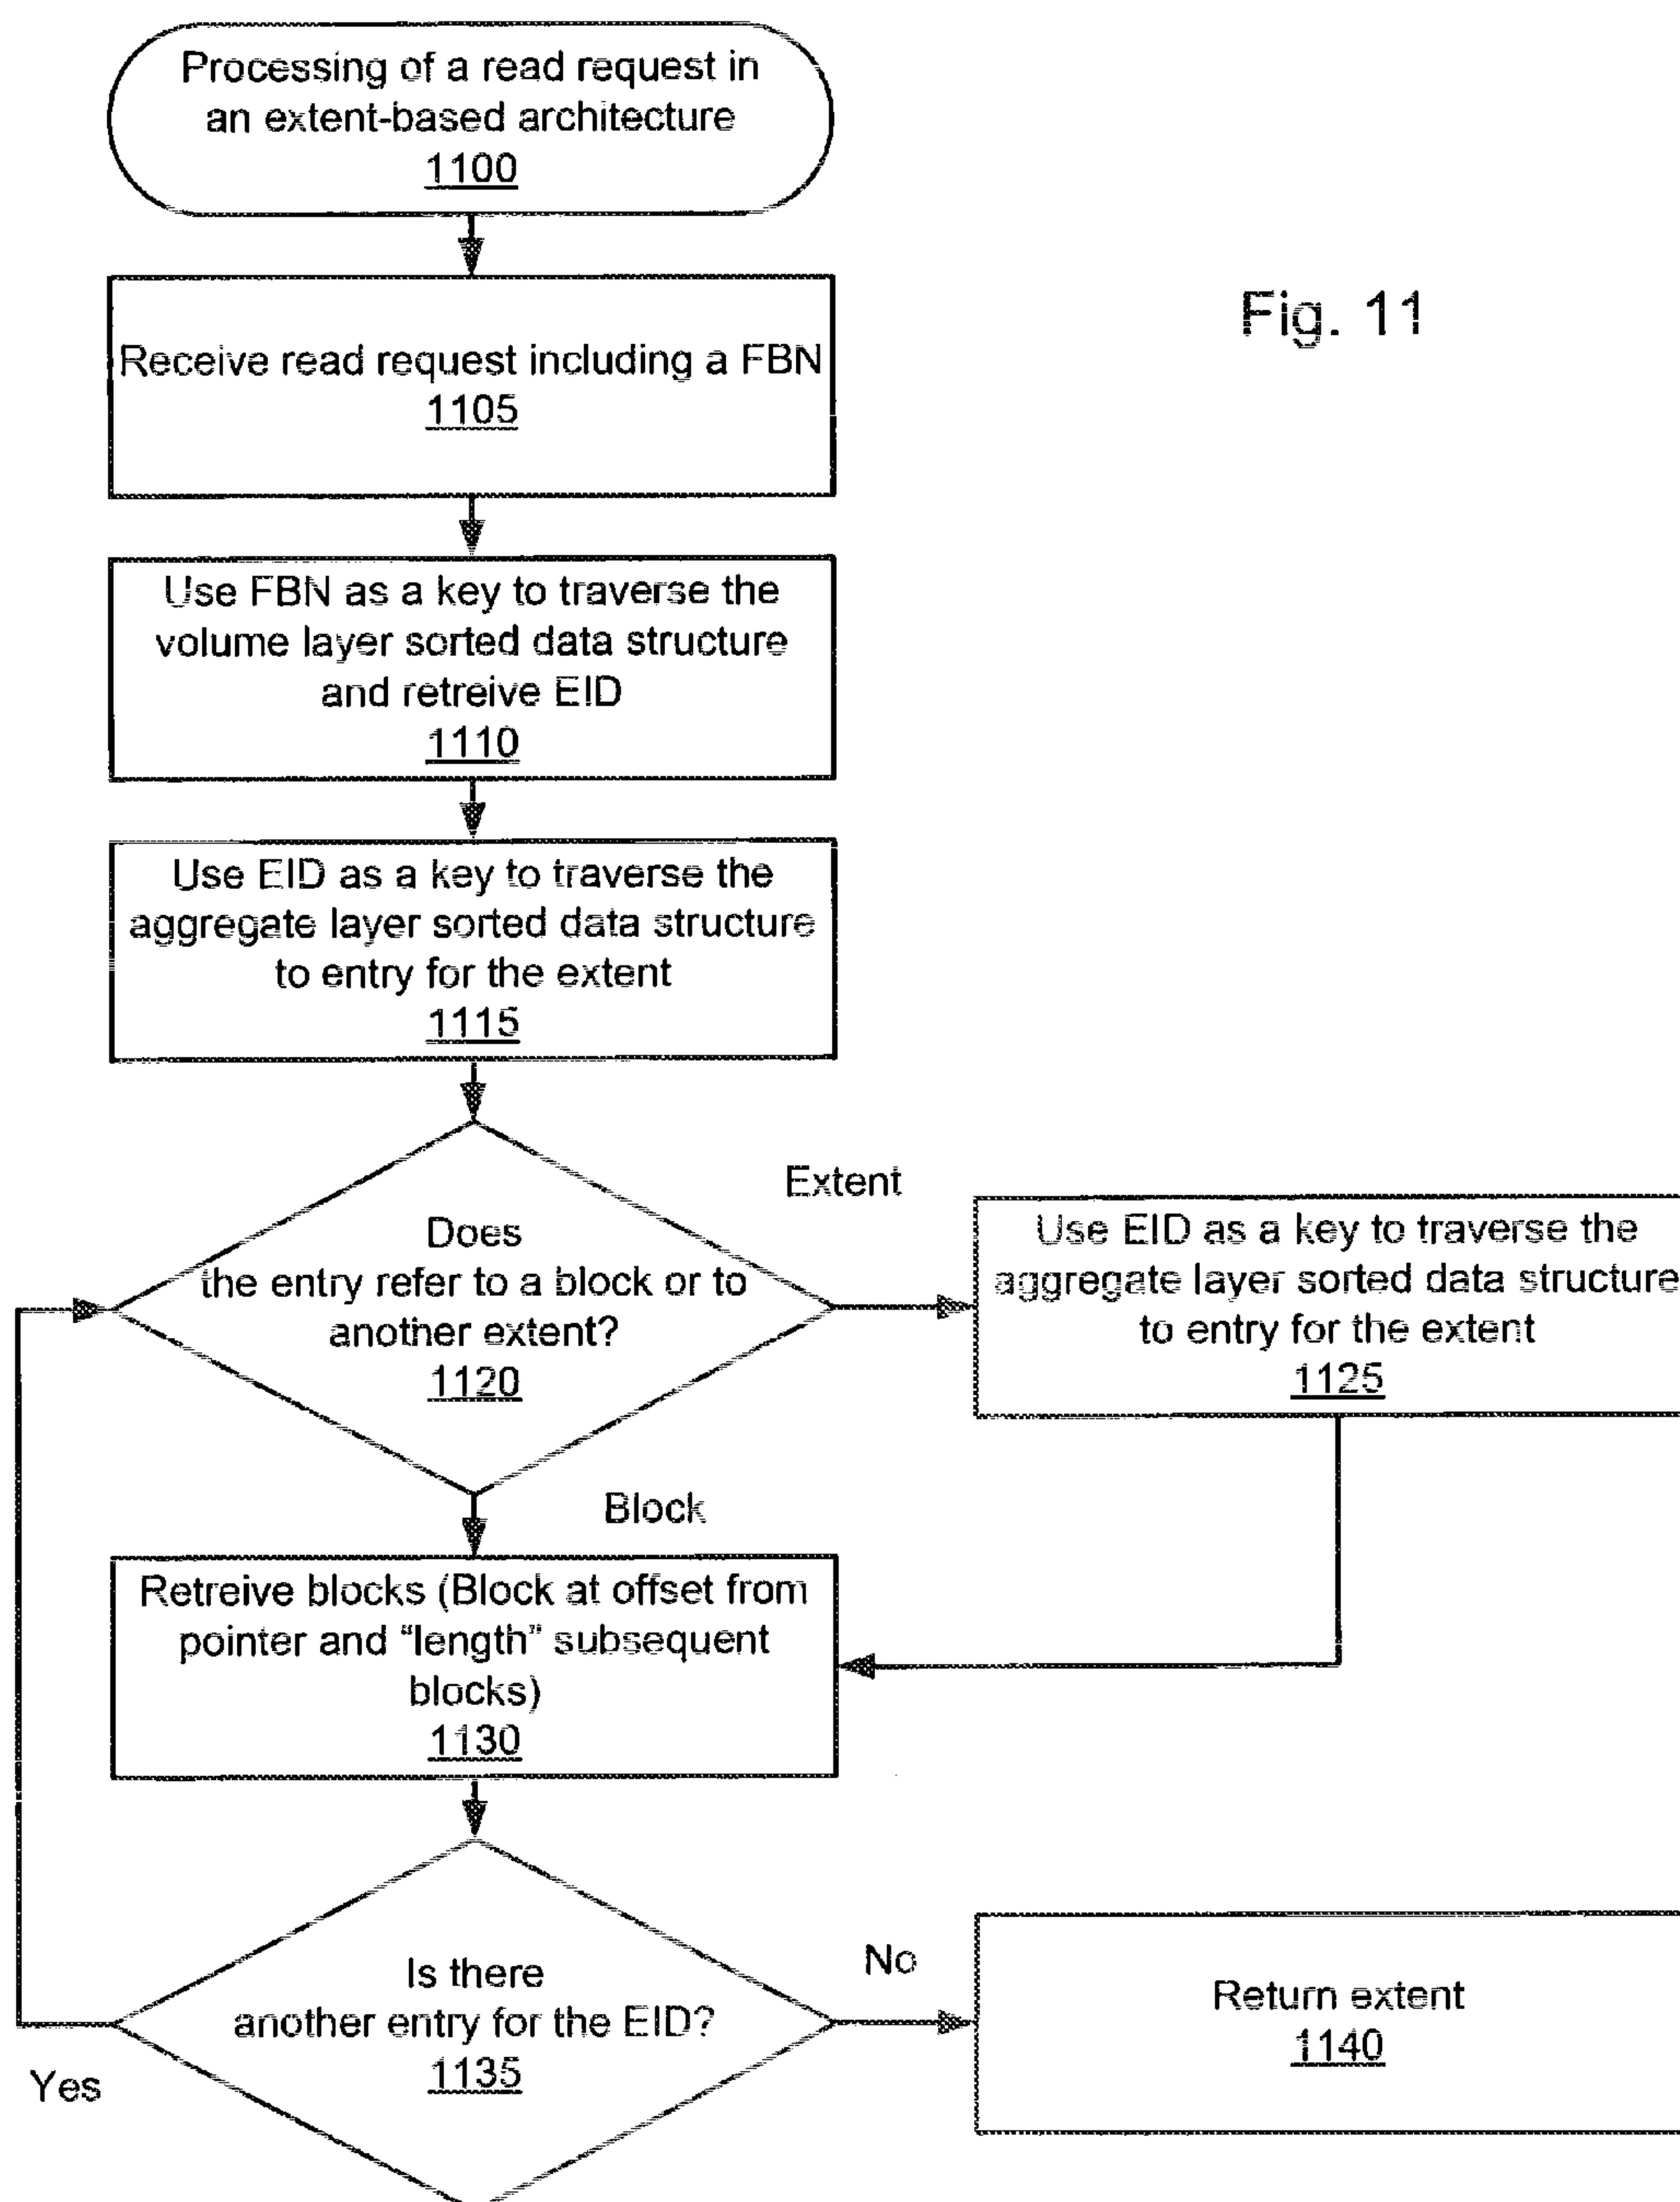 Processing of a read request in
an extent-based architecture
1100
Fig. 11
Receive read request including a FBN
1105
Use FBN as a key to traverse the
volume layer sorted data structure
and retreive EID
1110
Use EID as a key to traverse the
aggregate layer sorted data structure
to entry for the extent
1115
Extent
Does
the entry refer to a block or to
another extent?
1120
Use EID as a key to traverse the
aggregate layer sorted data structure
to entry for the extent
1125
Block
Retreive blocks (Block at offset from
pointer and “length” subsequent
blocks)
1130
Is there
another entry for the EID?
1135
No
Yes
Return extent
1140